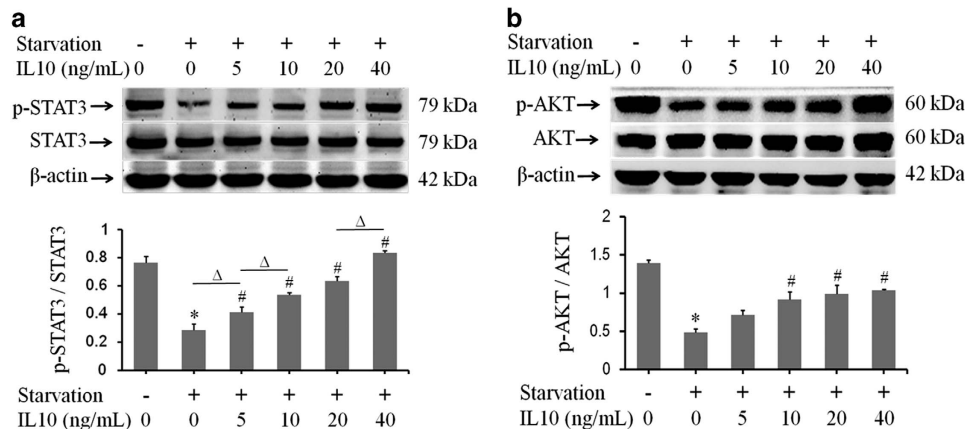 a
Starvation - + + + + +
IL10 (ng/mL) 0 0 5 10 20 40
p-STAT3→ 79 kDa
STAT3→ 79 kDa
β-actin→ 42 kDa
p-STAT3 / STAT3
1
0.8
0.6
0.4
0.2
0
* # # # #
Δ Δ Δ
Starvation - + + + + +
IL10 (ng/mL) 0 0 5 10 20 40
b
Starvation - + + + + +
IL10 (ng/mL) 0 0 5 10 20 40
p-AKT→ 60 kDa
AKT→ 60 kDa
β-actin→ 42 kDa
p-AKT / AKT
2
1.5
1
0.5
0
* # # #
Starvation - + + + + +
IL10 (ng/mL) 0 0 5 10 20 40